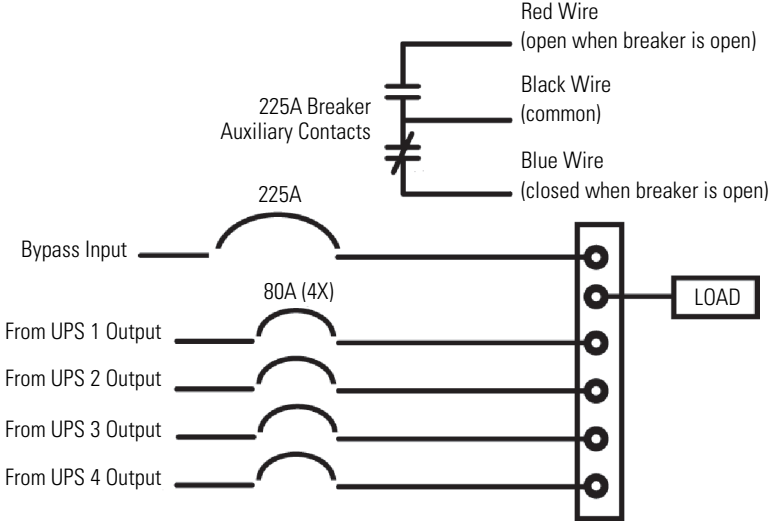 Red Wire
(open when breaker is open)
Black Wire
(common)
225A Breaker
Auxiliary Contacts
Blue Wire
(closed when breaker is open)
225A
Bypass Input
80A (4X)
LOAD
From UPS 1 Output
From UPS 2 Output
From UPS 3 Output
From UPS 4 Output